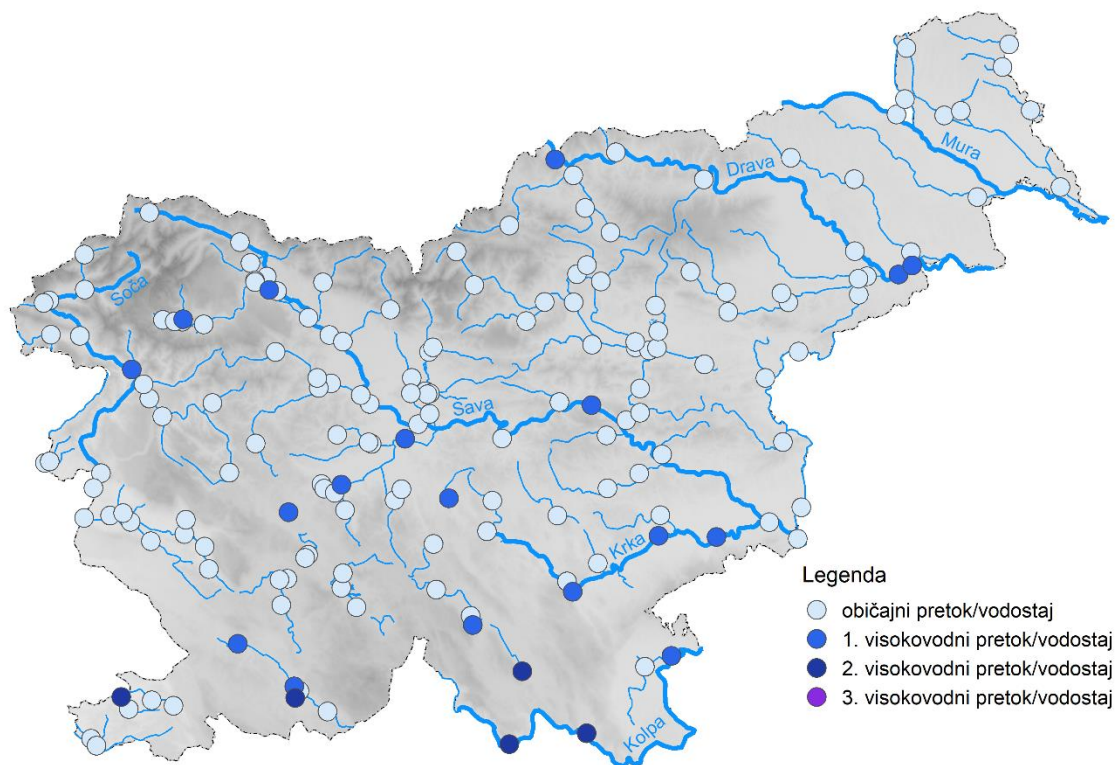 Mura
Drava
Soča
Sava
Krka
Kolpa
Legenda
običajni pretok/vodostaj
1. visokovodni pretok/vodostaj
2. visokovodni pretok/vodostaj
3. visokovodni pretok/vodostaj